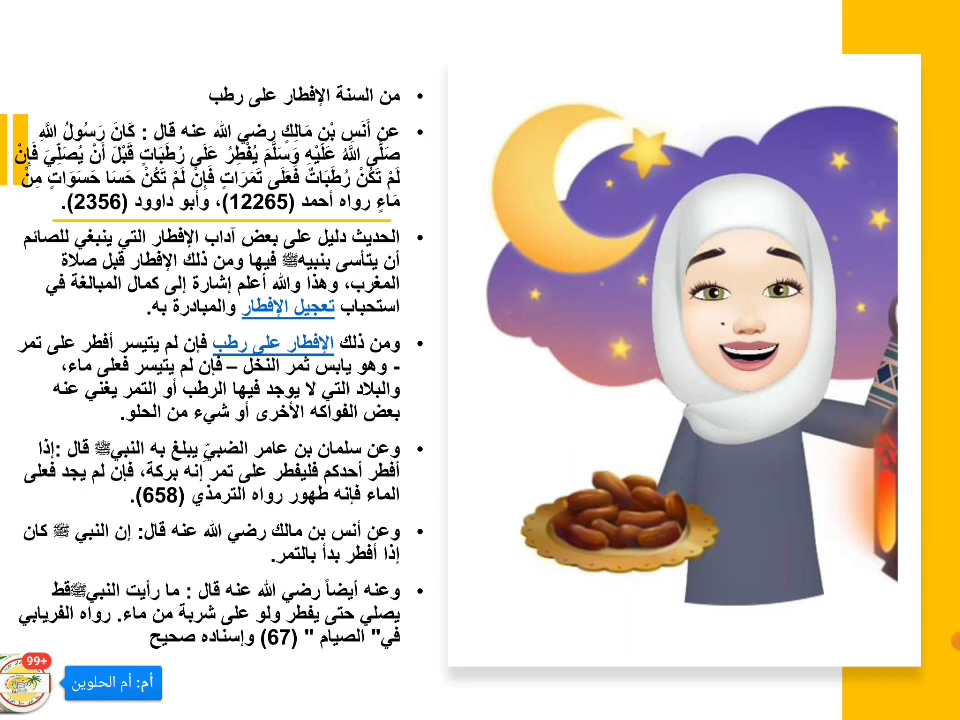 • من السنة الإفطار على رطب
• عن أَنَسِ بْنِ مَالِكٍ رضي الله عنه قال : كَانَ رَسُولُ اللَّهِ
صَلَّى اللَّهُ عَلَيْهِ وَسَلَّمَ يُفْطِرُ عَلَى رُطَبَاتٍ قَبْلَ أَنْ يُصَلِّيَ فَإِنْ
لَمْ تَكُنْ رُطَبَاتٌ فَعَلَى تَمَرَاتٍ فَإِنْ لَمْ تَكُنْ حَسَا حَسَوَاتٍ مِنْ
مَاءٍ رواه أحمد (12265)، وأبو داوود (2356).
• الحديث دليل على بعض آداب الإفطار التي ينبغي للصائم
أن يتأسى بنبيهﷺ فيها ومن ذلك الإفطار قبل صلاة
المغرب، وهذا والله أعلم إشارة إلى كمال المبالغة في
استحباب تعجيل الإفطار والمبادرة به.
• ومن ذلك الإفطار على رطب فإن لم يتيسر أفطر على تمر
- وهو يابس ثمر النخل – فإن لم يتيسر فعلى ماء،
والبلاد التي لا يوجد فيها الرطب أو التمر يغني عنه
بعض الفواكه الأخرى أو شيء من الحلو.
• وعن سلمان بن عامر الضبيّ يبلغ به النبيﷺ قال :إذا
أفطر أحدكم فليفطر على تمر إنه بركة، فإن لم يجد فعلى
الماء فإنه طهور رواه الترمذي (658).
• وعن أنس بن مالك رضي الله عنه قال: إن النبي ﷺ كان
إذا أفطر بدأ بالتمر.
• وعنه أيضاً رضي الله عنه قال : ما رأيت النبيﷺقط
يصلي حتى يفطر ولو على شربة من ماء. رواه الفريابي
في" الصيام " (67) وإسناده صحيح
99+
أم: أم الحلوين